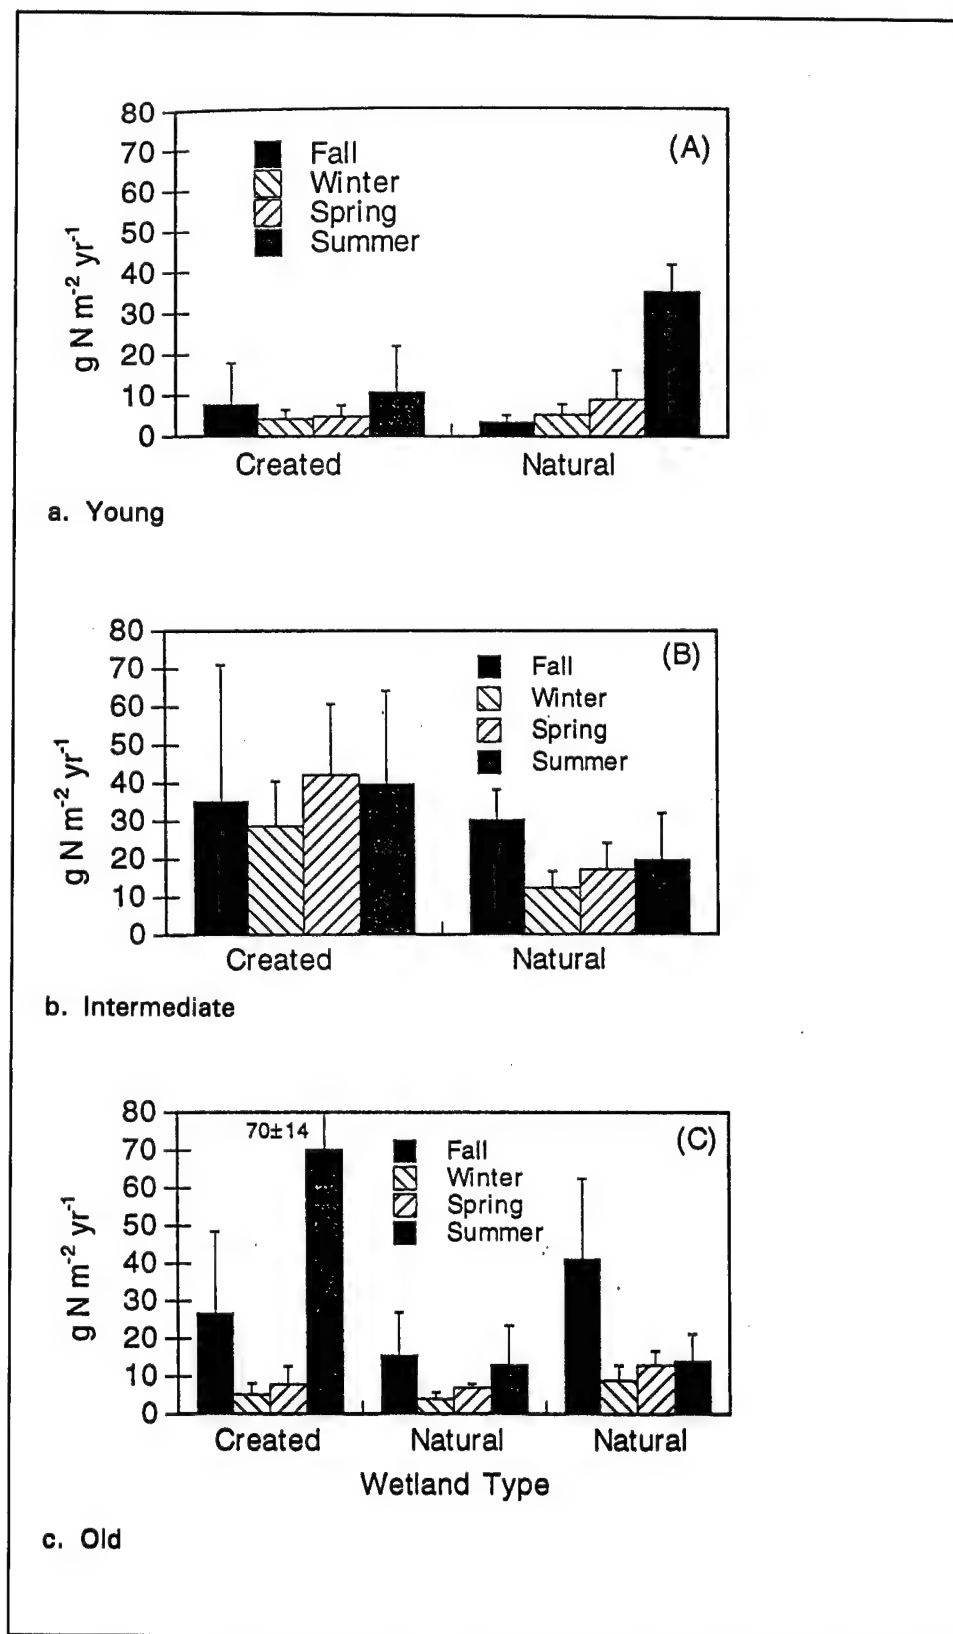 80
70
60
50
40
30
20
10
0
g N m-2 yr-1
(A)
Fall
Winter
Spring
Summer
Created Natural
a. Young
80
70
60
50
40
30
20
10
0
g N m-2 yr-1
(B)
Fall
Winter
Spring
Summer
Created Natural
b. Intermediate
80
70
60
50
40
30
20
10
0
g N m-2 yr-1
70±14
(C)
Fall
Winter
Spring
Summer
Created Natural Natural
Wetland Type
c. Old